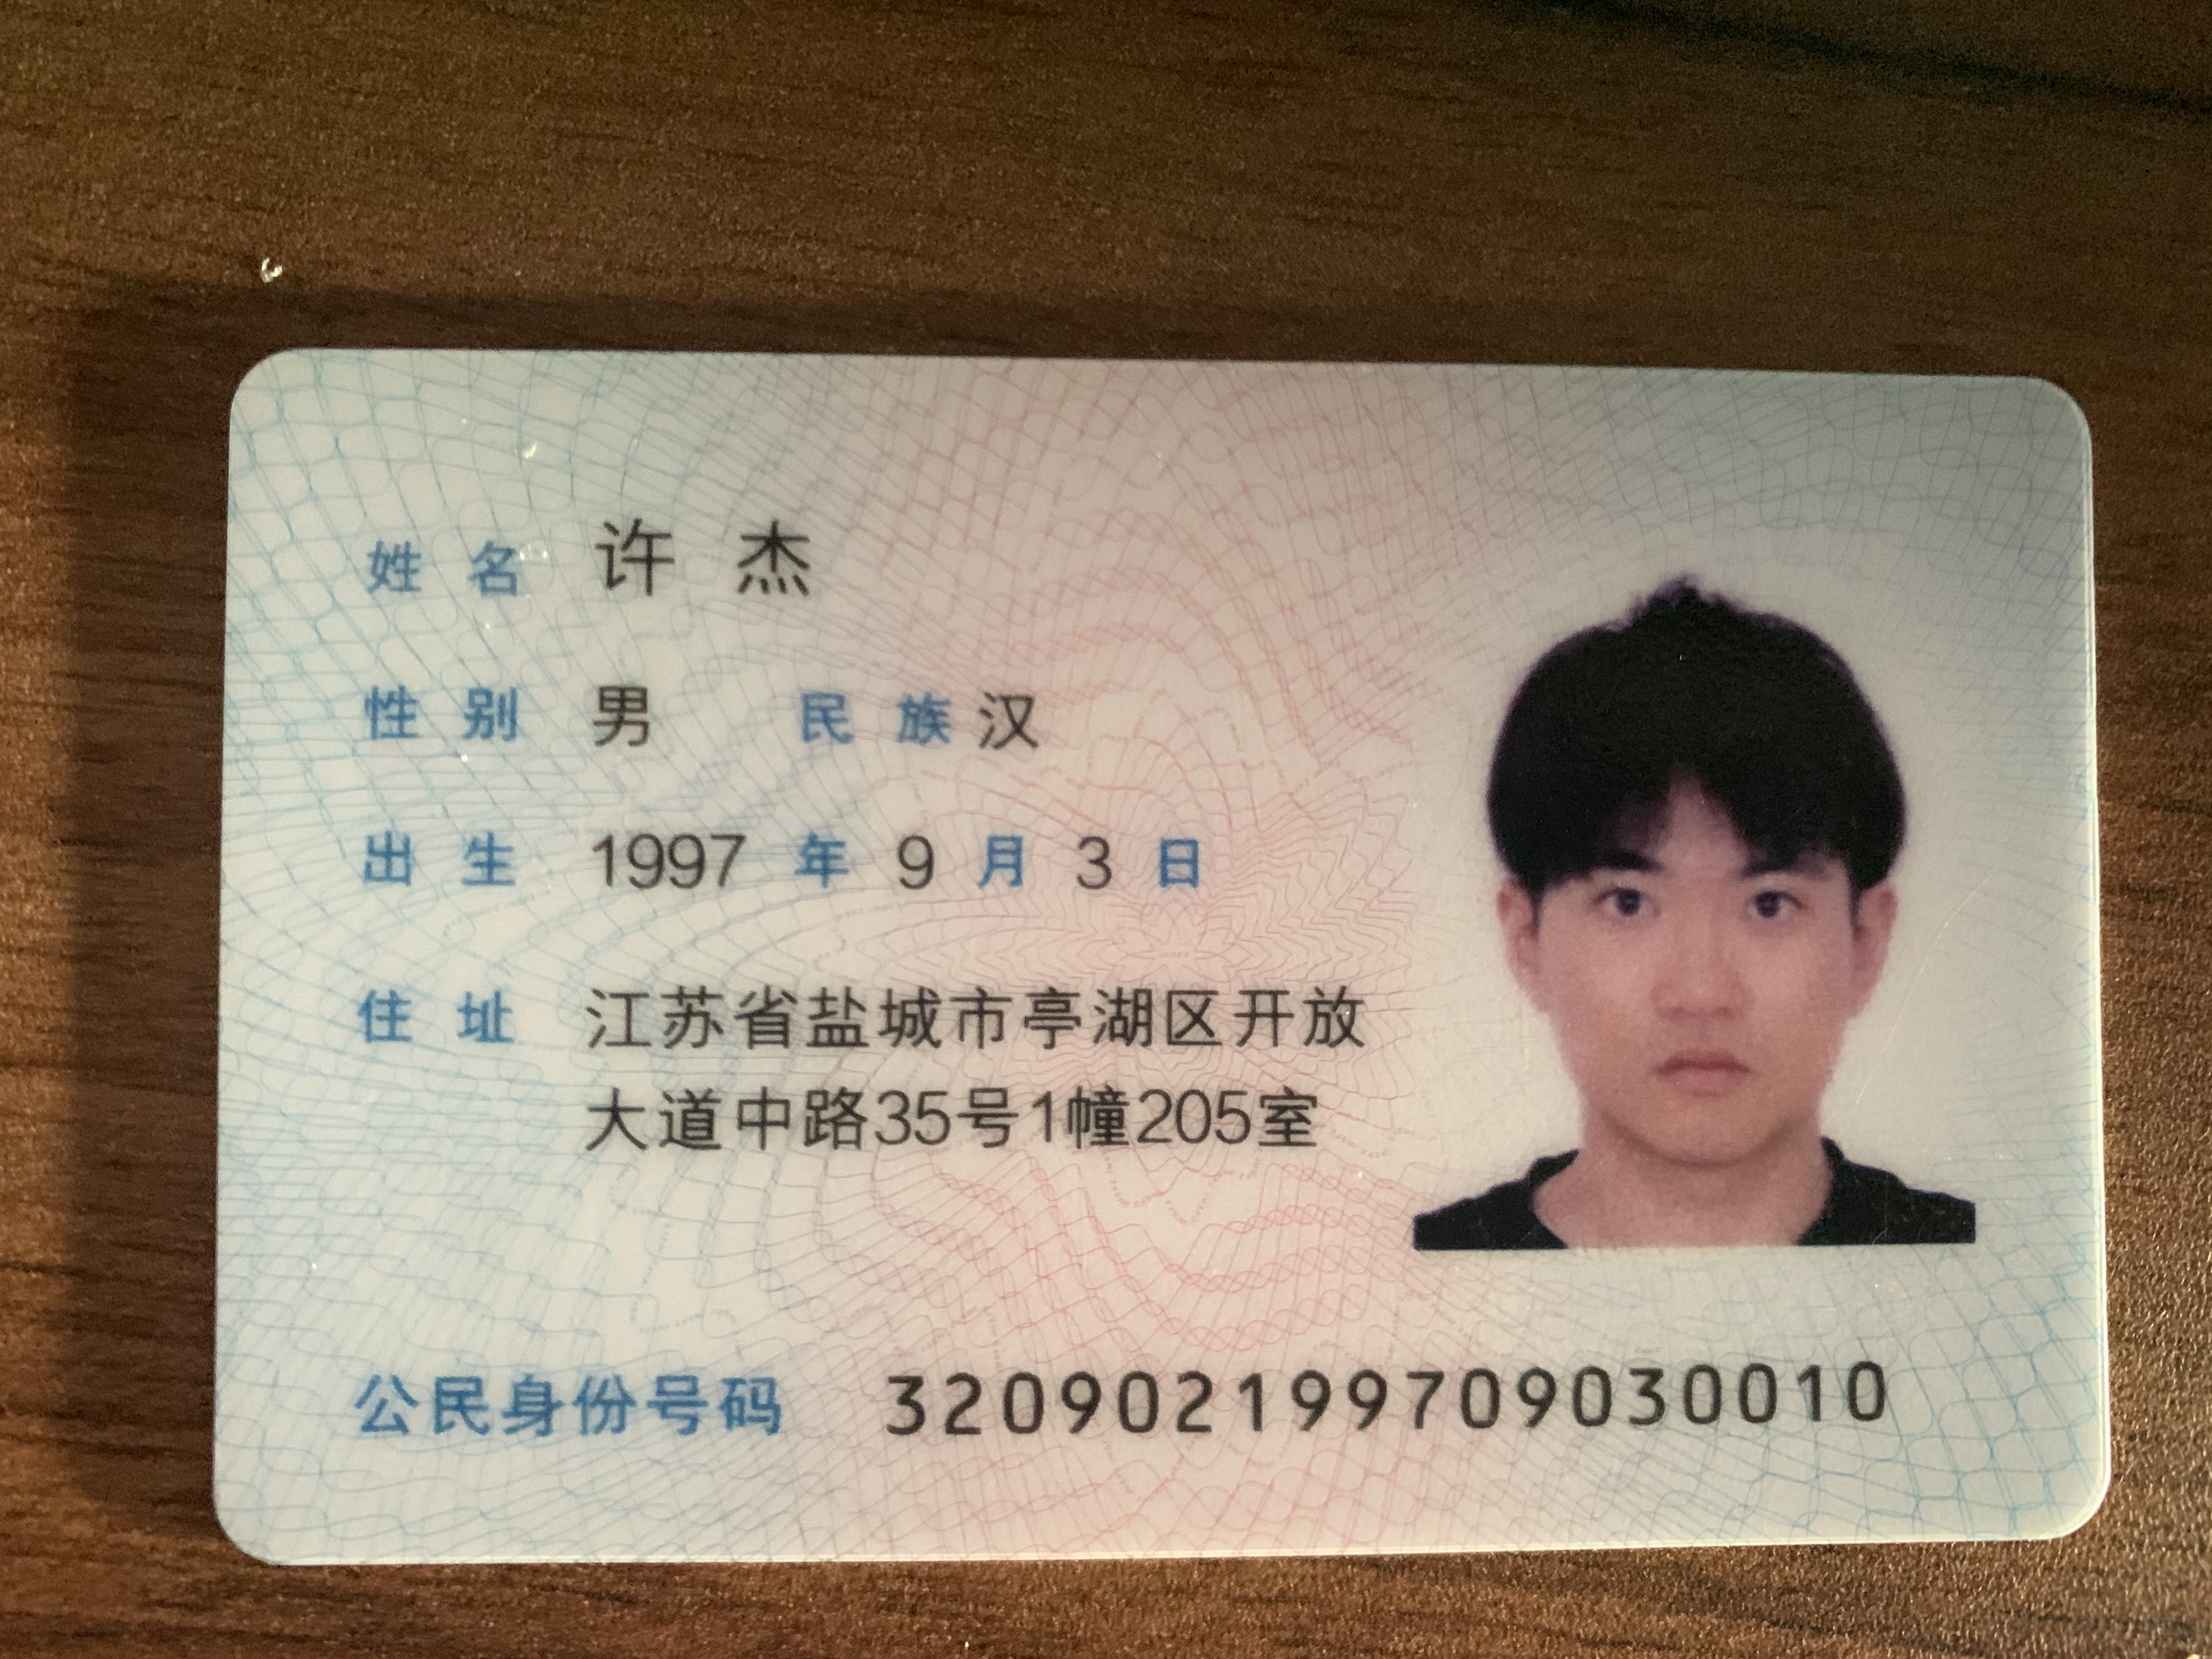 姓名 许杰
性别 男 民族 汉
出生 1997 年 9 月 3 日
住址 江苏省盐城市亭湖区开放
大道中路35号1幢205室
公民身份号码 320902199709030010